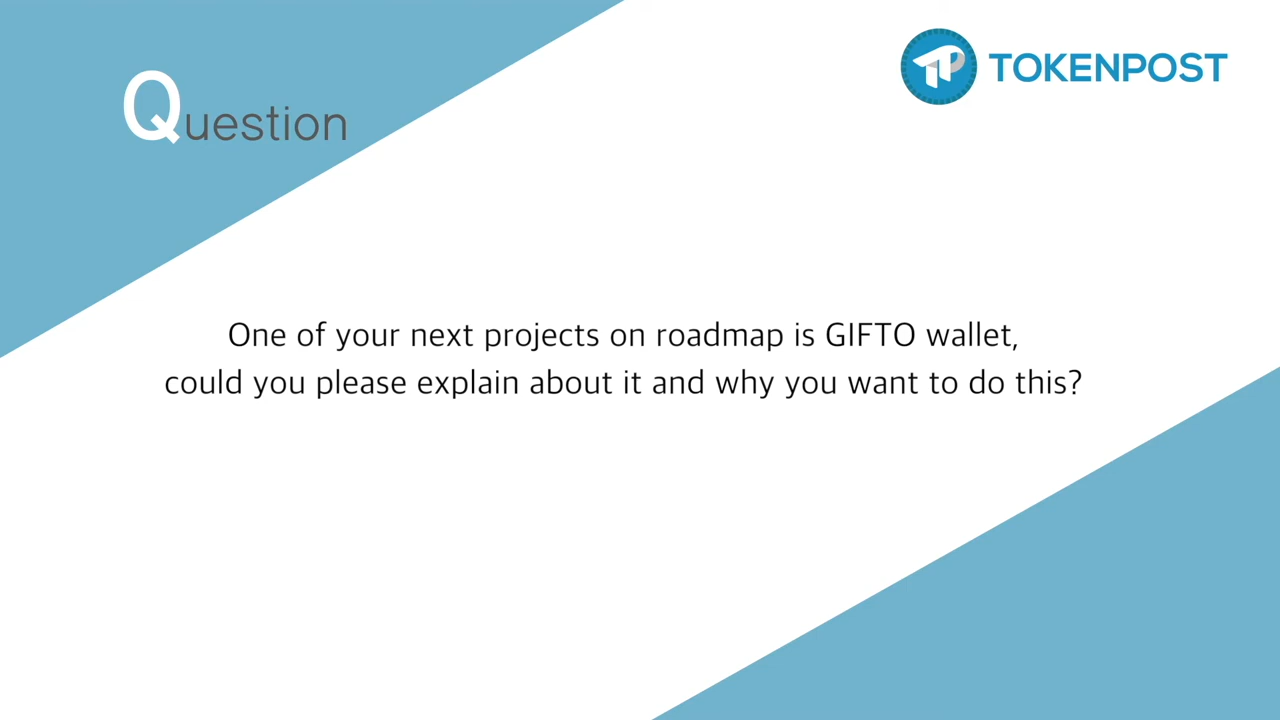 Question
TOKENPOST
One of your next projects on roadmap is GIFTO wallet,
could you please explain about it and why you want to do this?